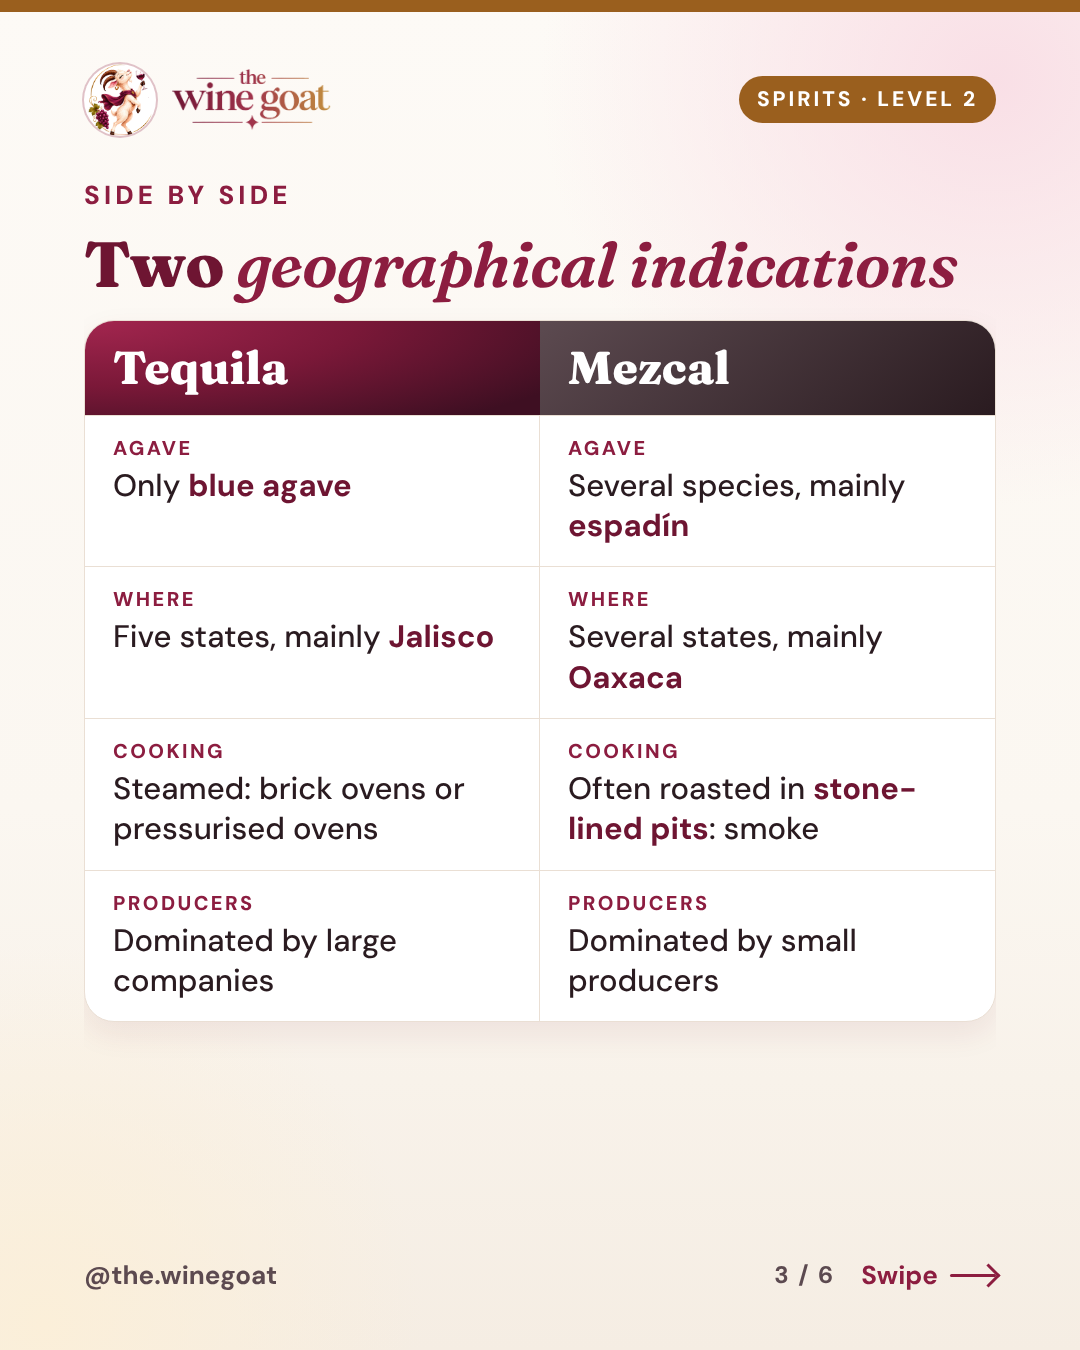 the
wine goat
SPIRITS · LEVEL 2
SIDE BY SIDE
Two geographical indications
Tequila
Mezcal
AGAVE
Only blue agave
AGAVE
Several species, mainly
espadín
WHERE
Five states, mainly Jalisco
WHERE
Several states, mainly
Oaxaca
COOKING
Steamed: brick ovens or
pressurised ovens
COOKING
Often roasted in stone-
lined pits: smoke
PRODUCERS
Dominated by large
companies
PRODUCERS
Dominated by small
producers
@the.winegoat
3 / 6
Swipe